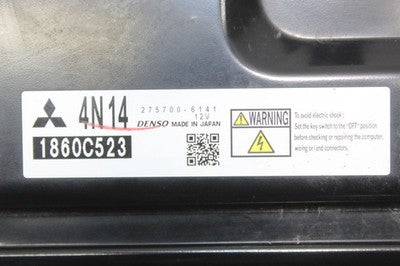 4N14
275700-6141
12V
DENSO MADE IN JAPAN
1860C523
WARNING
To avoid electric shock:
Set the key switch to the "OFF" position
before checking or repairing the computer,
wiring or land connectors.